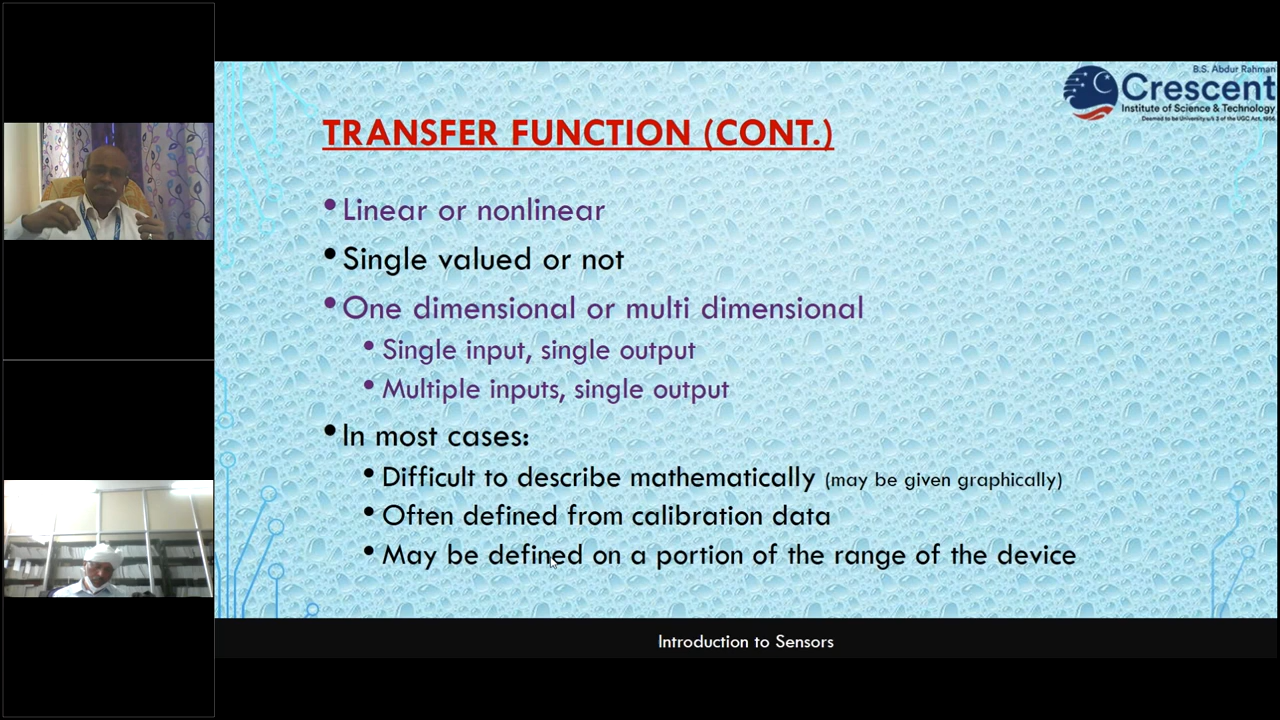 B.S. Abdur Rahman
Crescent
Institute of Science & Technology
Deemed to be University u/s 3 of the UGC Act, 1956
TRANSFER FUNCTION (CONT.)
•Linear or nonlinear
•Single valued or not
•One dimensional or multi dimensional
•Single input, single output
•Multiple inputs, single output
•In most cases:
•Difficult to describe mathematically (may be given graphically)
•Often defined from calibration data
•May be defined on a portion of the range of the device
Introduction to Sensors